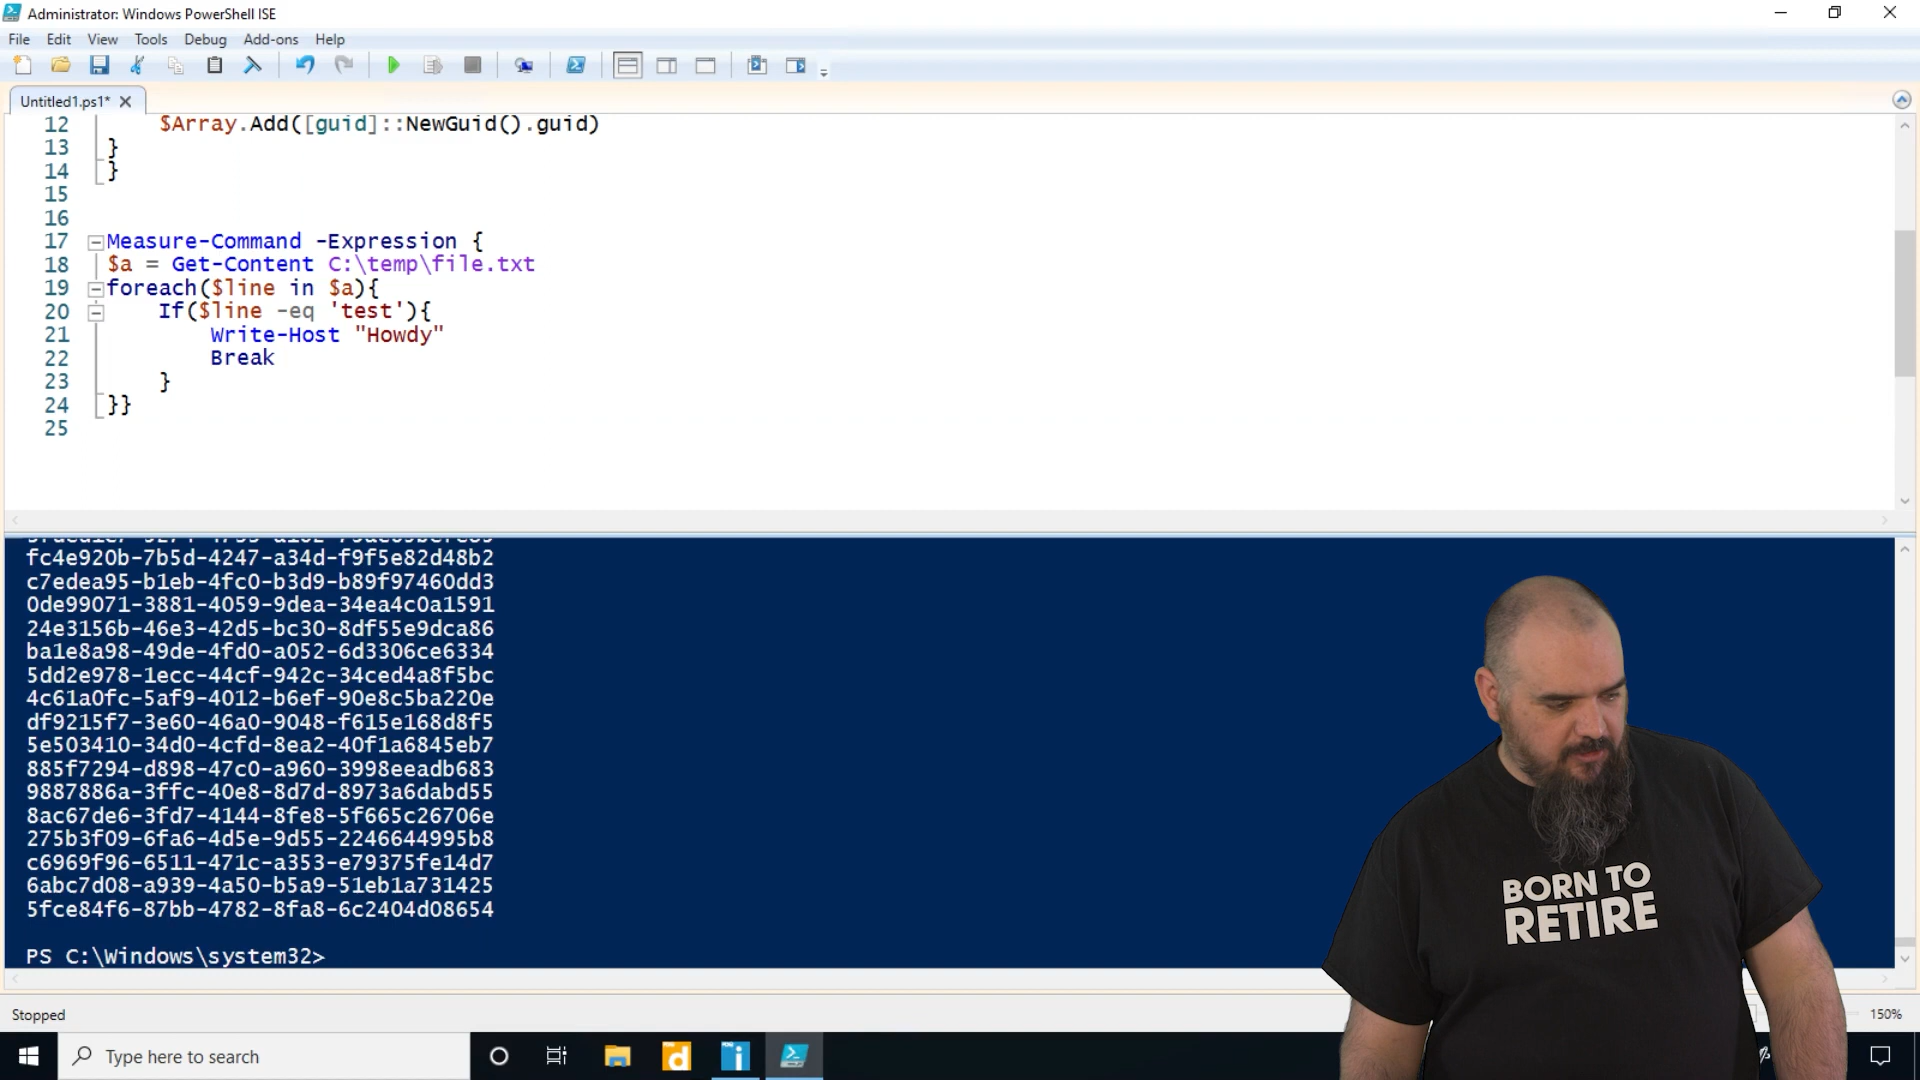 Administrator: Windows PowerShell ISE
File Edit View Tools Debug Add-ons Help
Untitled1.ps1*
12 $Array.Add([guid]::NewGuid().guid)
13 }
14 }
15
16
17 Measure-Command -Expression {
18 $a = Get-Content C:\temp\file.txt
19 foreach($line in $a){
20 If($line -eq 'test'){
21 Write-Host "Howdy"
22 Break
23 }
24 }}
25
fc4e920b-7b5d-4247-a34d-f9f5e82d48b2
c7edea95-b1eb-4fc0-b3d9-b89f97460dd3
0de99071-3881-4059-9dea-34ea4c0a1591
24e3156b-46e3-42d5-bc30-8df55e9dca86
ba1e8a98-49de-4fd0-a052-6d3306ce6334
5dd2e978-1ecc-44cf-942c-34ced4a8f5bc
4c61a0fc-5af9-4012-b6ef-90e8c5ba220e
df9215f7-3e60-46a0-9048-f615e168d8f5
5e503410-34d0-4cfd-8ea2-40f1a6845eb7
885f7294-d898-47c0-a960-3998eeadb683
9887886a-3ffc-40e8-8d7d-8973a6dabd55
8ac67de6-3fd7-4144-8fe8-5f665c26706e
275b3f09-6fa6-4d5e-9d55-2246644995b8
c6969f96-6511-471c-a353-e79375fe14d7
6abc7d08-a939-4a50-b5a9-51eb1a731425
5fce84f6-87bb-4782-8fa8-6c2404d08654
PS C:\Windows\system32>
BORN TO
RETIRE
Stopped
150%
Type here to search